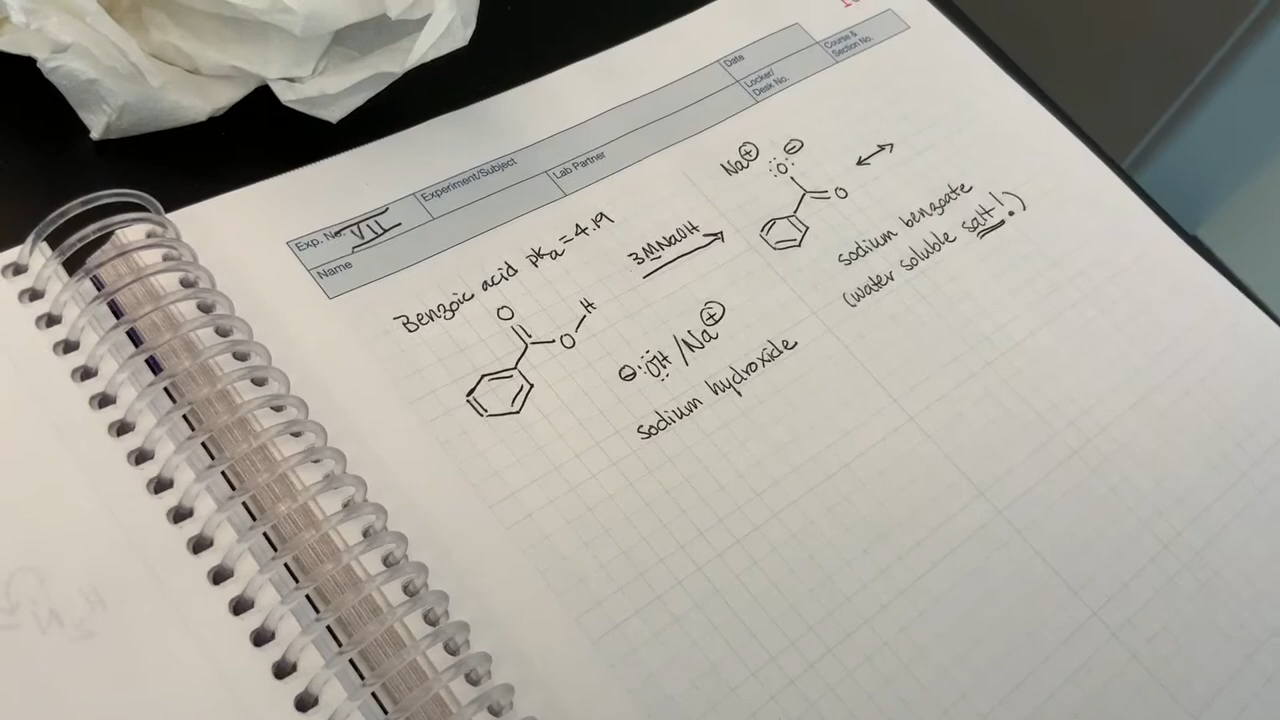 Exp. No. VII
Experiment/Subject
Date
Name
Lab Partner
Locker/
Desk No.
Course &
Section No.
Benzoic acid pKa = 4.19
O
O
H
3M NaOH
⊖:ÖH / Na⊕
sodium hydroxide
Na⊕
:O: ⊖
O
↔
sodium benzoate
(water soluble salt!)